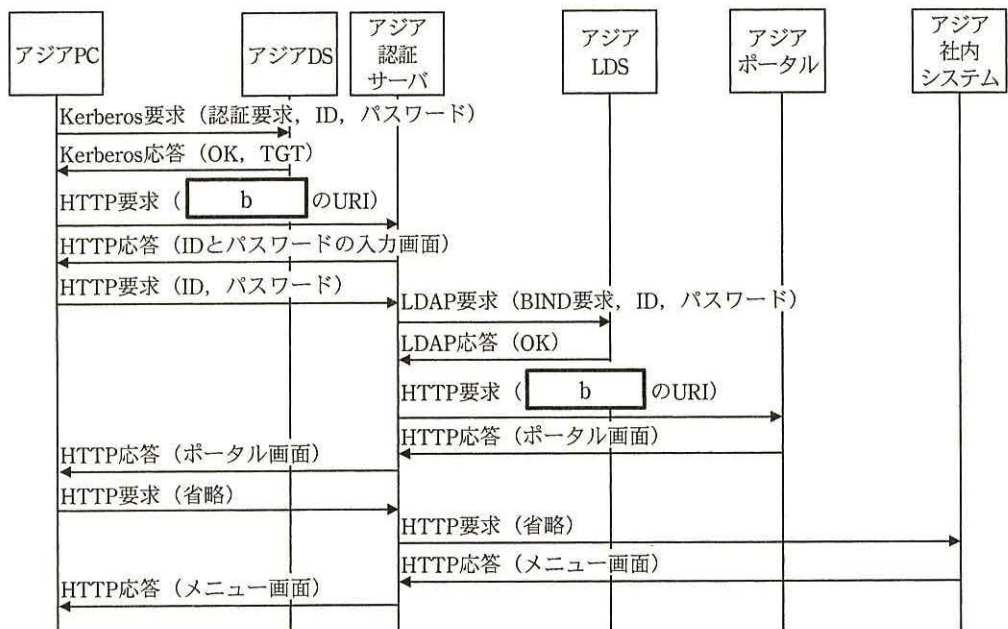 アジアPC
アジアDS
アジア
認証
サーバ
アジア
LDS
アジア
ポータル
アジア
社内
システム
Kerberos要求（認証要求，ID，パスワード）
Kerberos応答（OK，TGT）
HTTP要求（ b のURI）
HTTP応答（IDとパスワードの入力画面）
HTTP要求（ID，パスワード）
LDAP要求（BIND要求，ID，パスワード）
LDAP応答（OK）
HTTP要求（ b のURI）
HTTP応答（ポータル画面）
HTTP応答（ポータル画面）
HTTP要求（省略）
HTTP要求（省略）
HTTP応答（メニュー画面）
HTTP応答（メニュー画面）